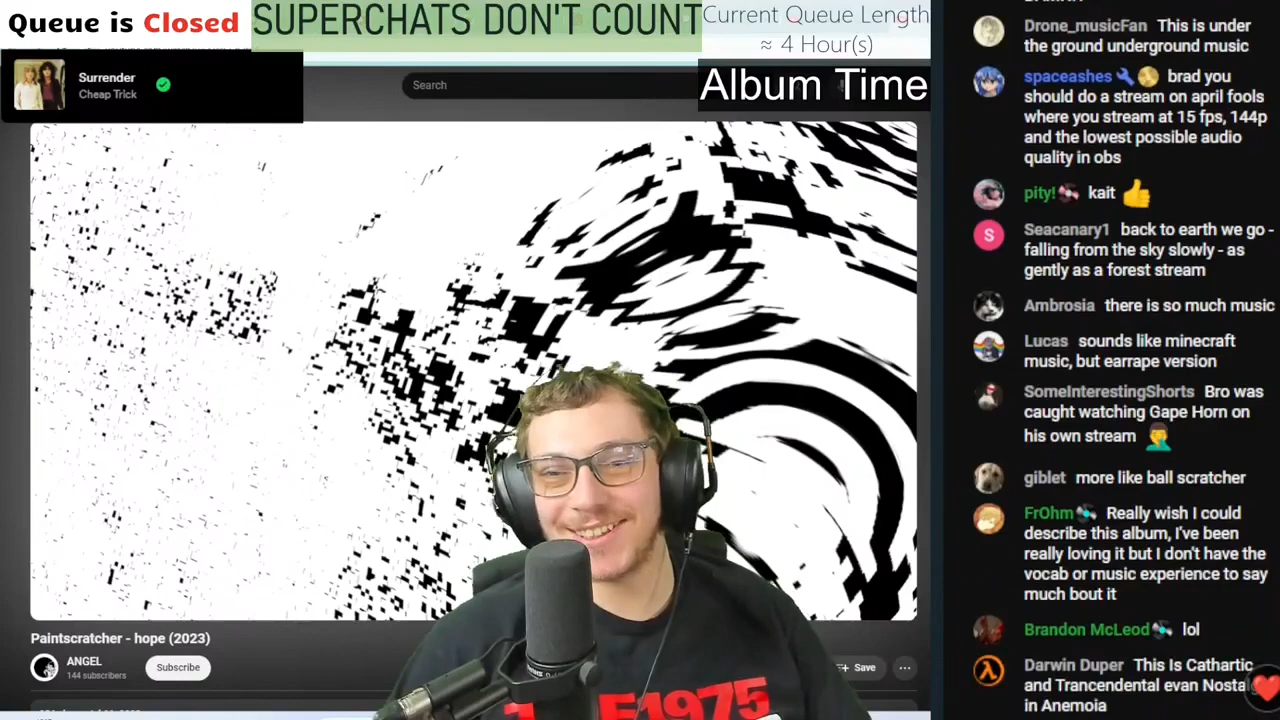 Queue is Closed
SUPERCHATS DON'T COUNT
Current Queue Length
≈ 4 Hour(s)
Album Time
Surrender
Cheap Trick
Search
Paintscratcher - hope (2023)
ANGEL
144 subscribers
Subscribe
Save
1975
Drone_musicFan This is under
the ground underground music
spaceashes brad you
should do a stream on april fools
where you stream at 15 fps, 144p
and the lowest possible audio
quality in obs
pity! kait
S
Seacanary1 back to earth we go -
falling from the sky slowly - as
gently as a forest stream
Ambrosia there is so much music
Lucas sounds like minecraft
music, but earrape version
SomeInterestingShorts Bro was
caught watching Gape Horn on
his own stream
giblet more like ball scratcher
FrOhm Really wish I could
describe this album, I've been
really loving it but I don't have the
vocab or music experience to say
much bout it
Brandon McLeod lol
Darwin Duper This Is Cathartic
and Trancendental evan Nostalg
in Anemoia